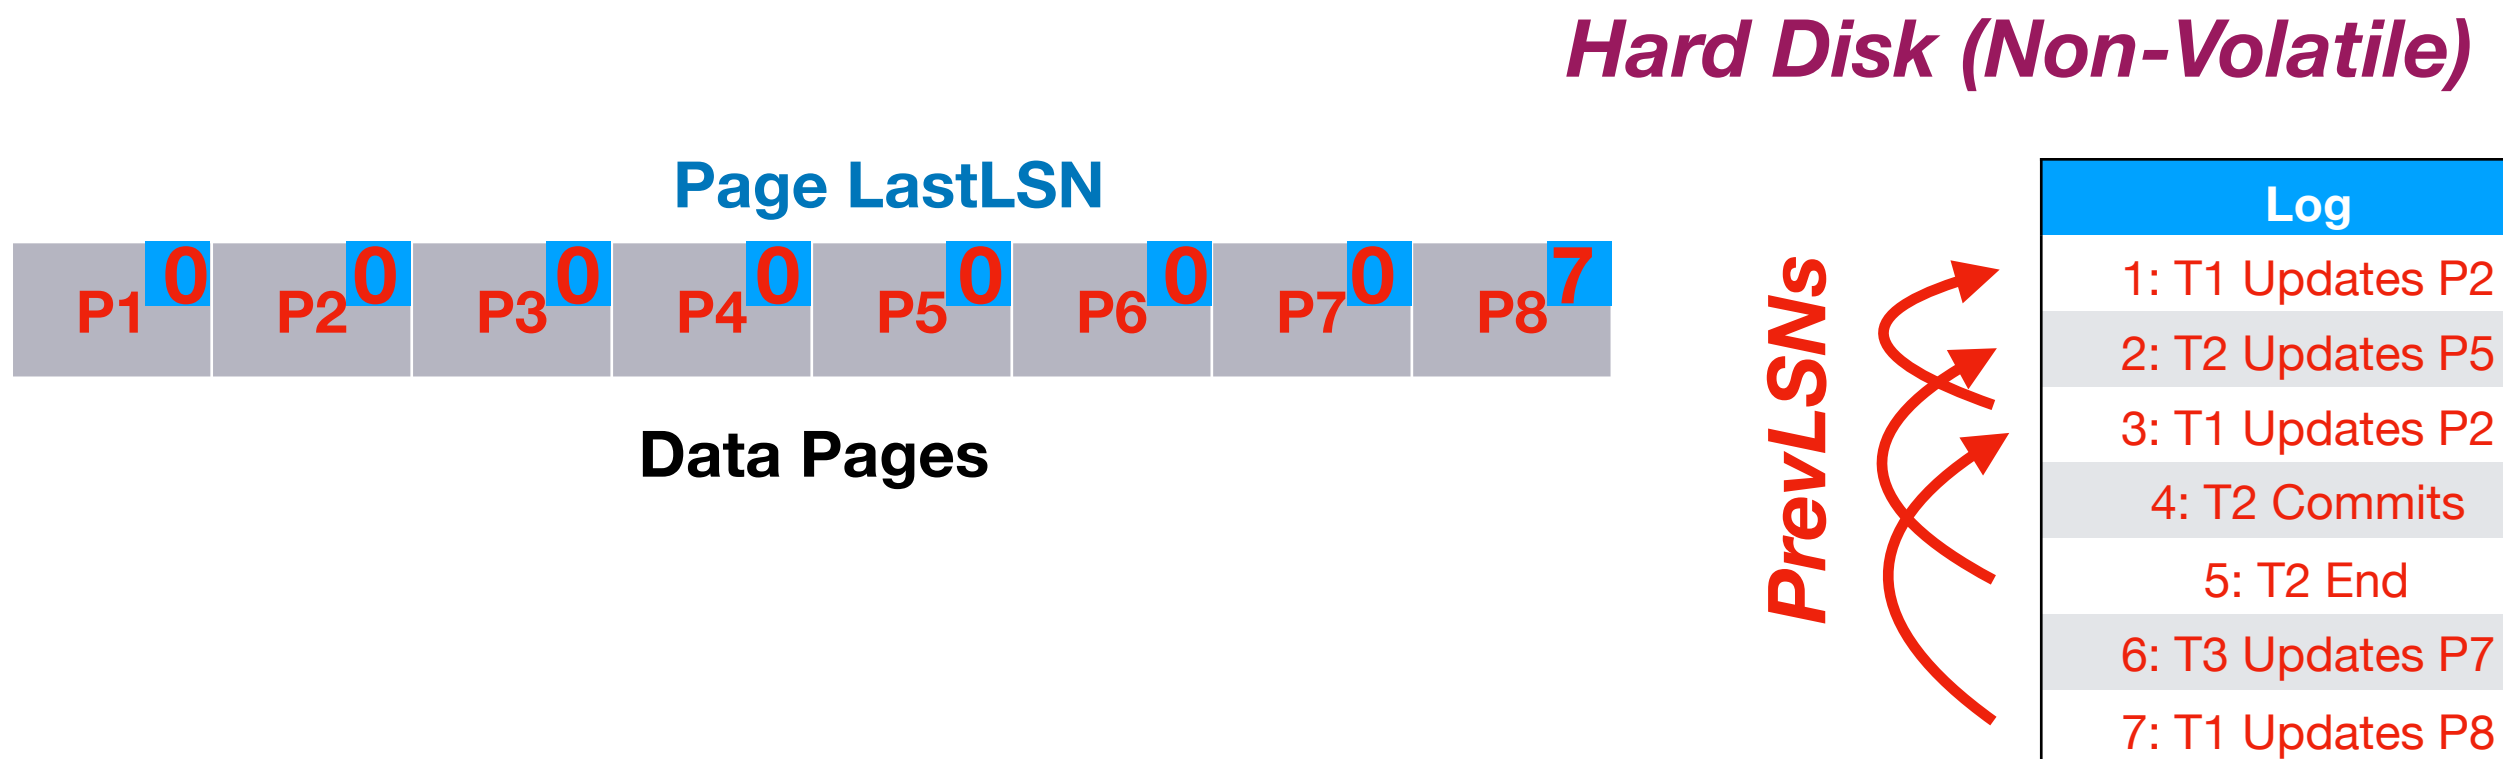 Hard Disk (Non-Volatile)
Page LastLSN
P1 0 P2 0 P3 0 P4 0 P5 0 P6 0 P7 0 P8 7
Data Pages
PrevLSNs
Log
1: T1 Updates P2
2: T2 Updates P5
3: T1 Updates P2
4: T2 Commits
5: T2 End
6: T3 Updates P7
7: T1 Updates P8